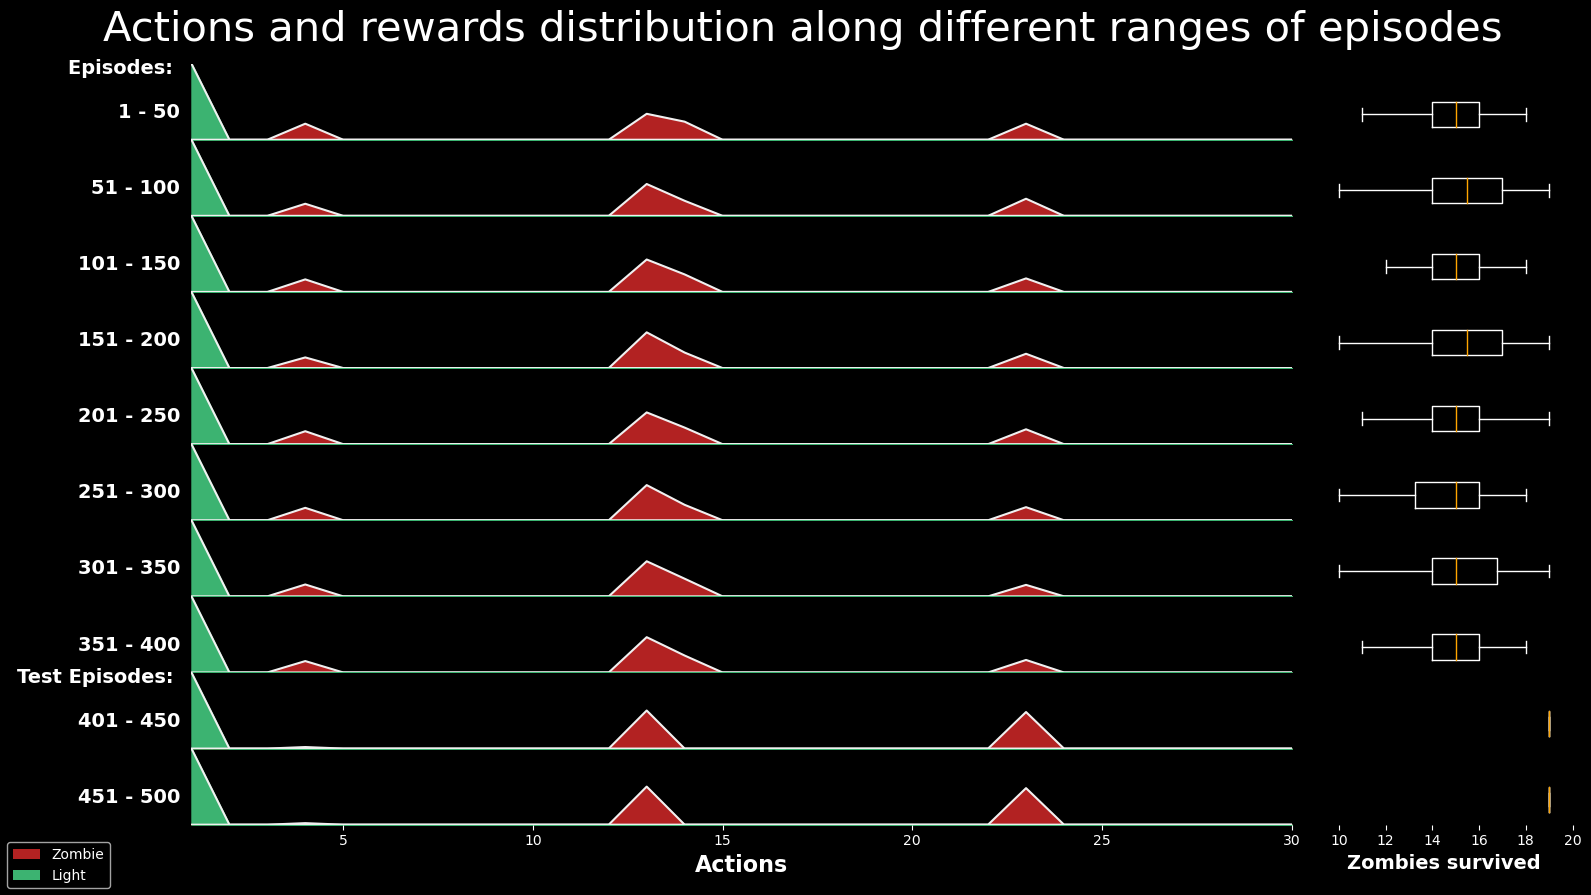 Actions and rewards distribution along different ranges of episodes
Episodes:
1 - 50
51 - 100
101 - 150
151 - 200
201 - 250
251 - 300
301 - 350
351 - 400
Test Episodes:
401 - 450
451 - 500
5 10 15 20 25 30
Actions
10 12 14 16 18 20
Zombies survived
Zombie
Light